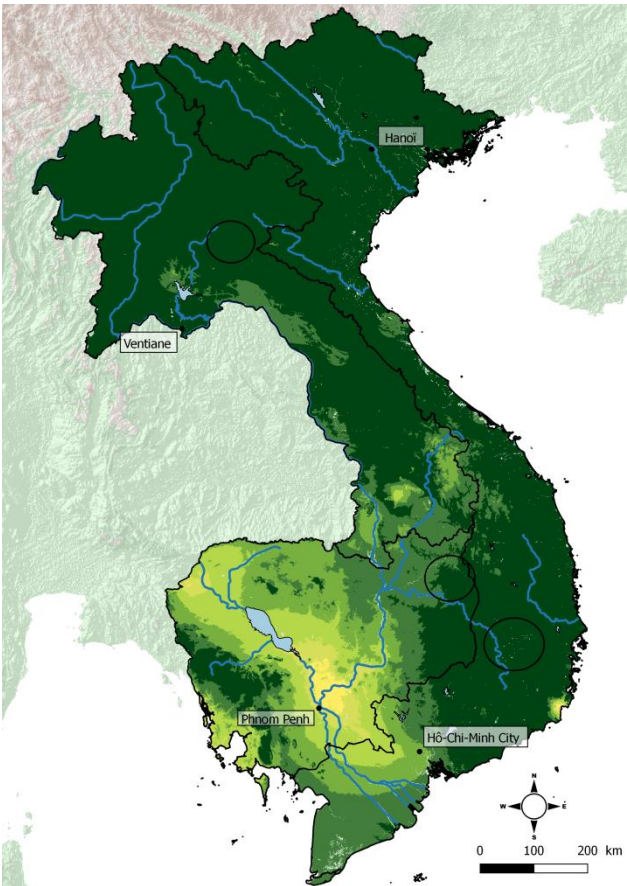 Hanoï
Ventiane
Phnom Penh
Hô-Chi-Minh City
N
W E
S
0 100 200 km